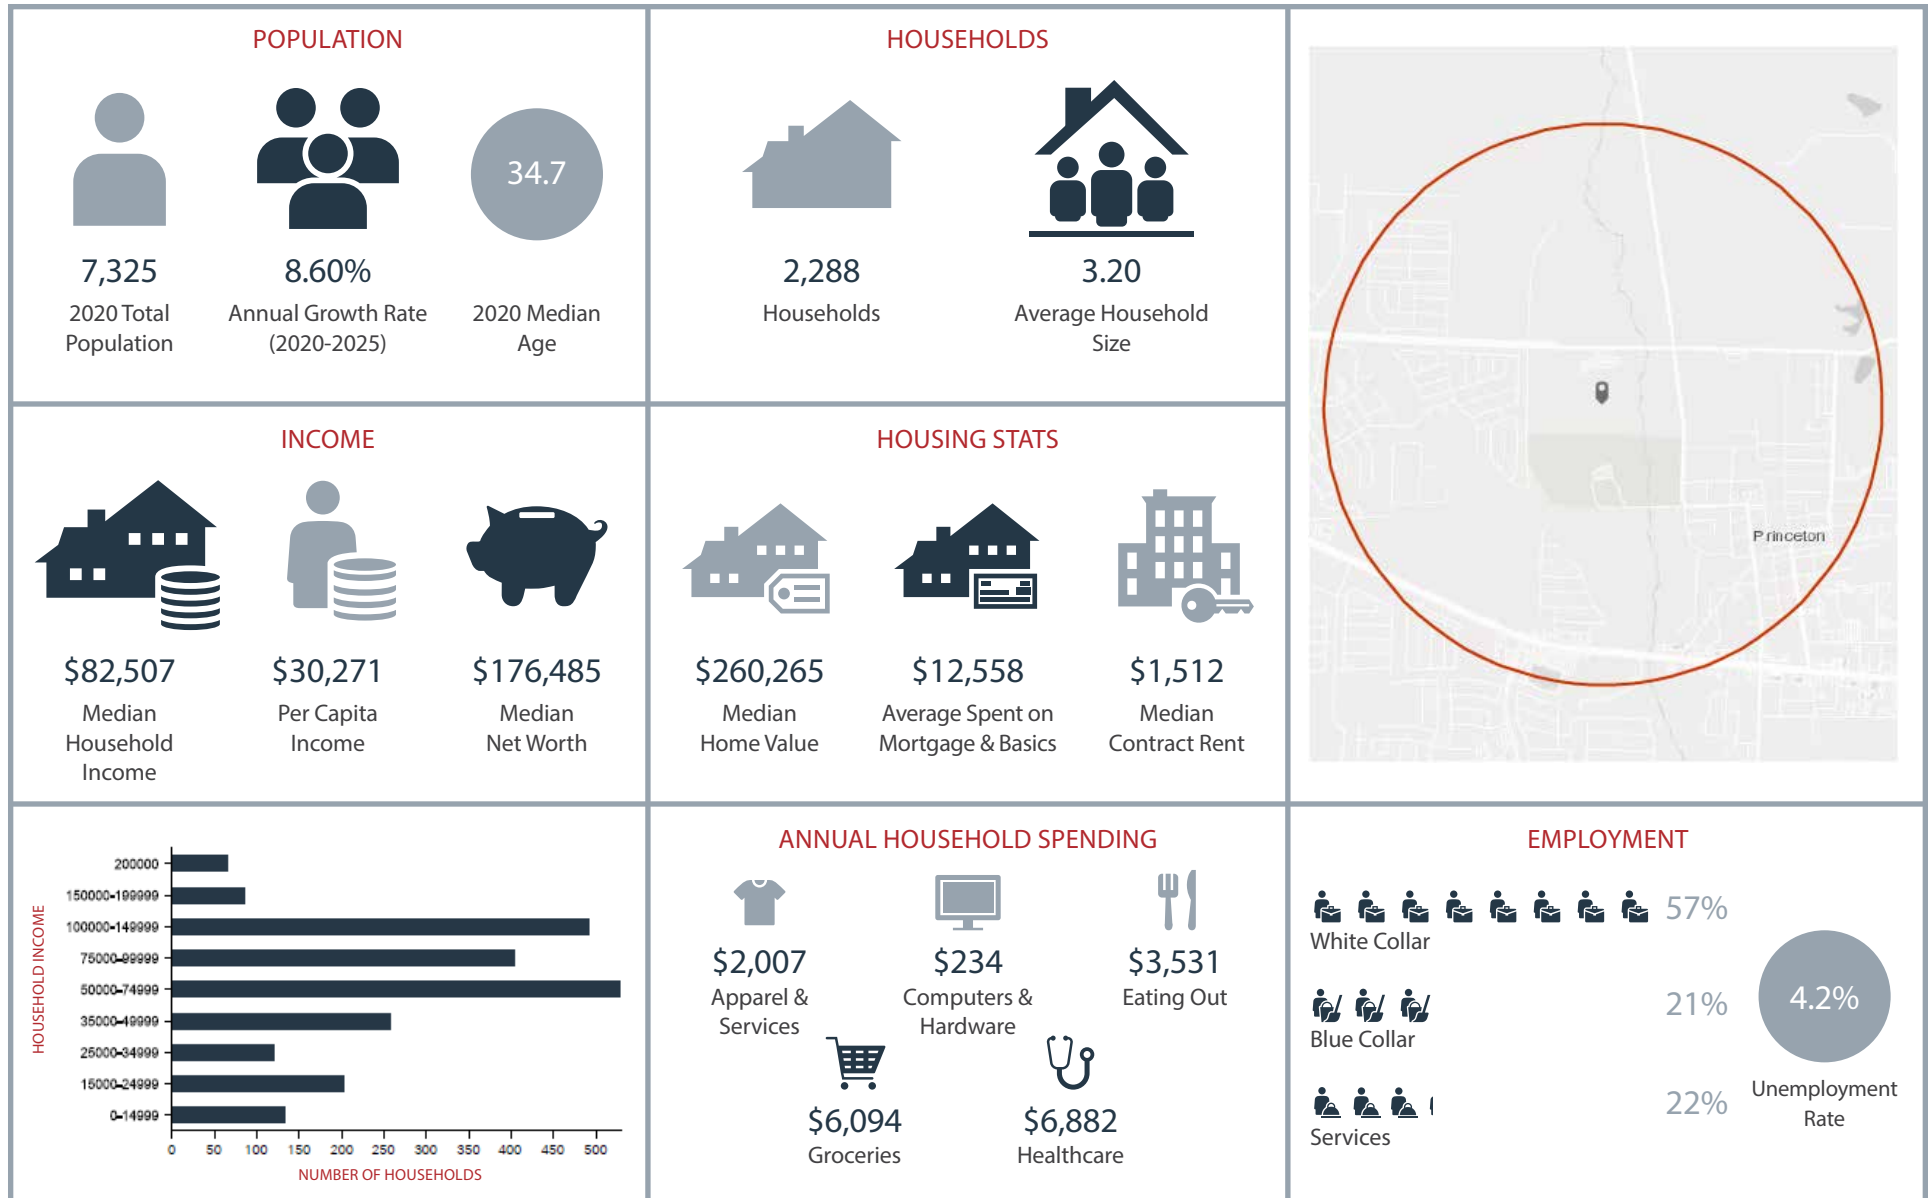 POPULATION
34.7
7,325
2020 Total
Population
8.60%
Annual Growth Rate
(2020-2025)
2020 Median
Age
HOUSEHOLDS
2,288
Households
3.20
Average Household
Size
Princeton
INCOME
$82,507
Median
Household
Income
$30,271
Per Capita
Income
$176,485
Median
Net Worth
HOUSING STATS
$260,265
Median
Home Value
$12,558
Average Spent on
Mortgage & Basics
$1,512
Median
Contract Rent
HOUSEHOLD INCOME
200000
150000-199999
100000-149999
75000-99999
50000-74999
35000-49999
25000-34999
15000-24999
0-14999
0 50 100 150 200 250 300 350 400 450 500
NUMBER OF HOUSEHOLDS
ANNUAL HOUSEHOLD SPENDING
$2,007
Apparel &
Services
$234
Computers &
Hardware
$3,531
Eating Out
$6,094
Groceries
$6,882
Healthcare
EMPLOYMENT
57%
White Collar
21%
Blue Collar
22%
Services
4.2%
Unemployment
Rate